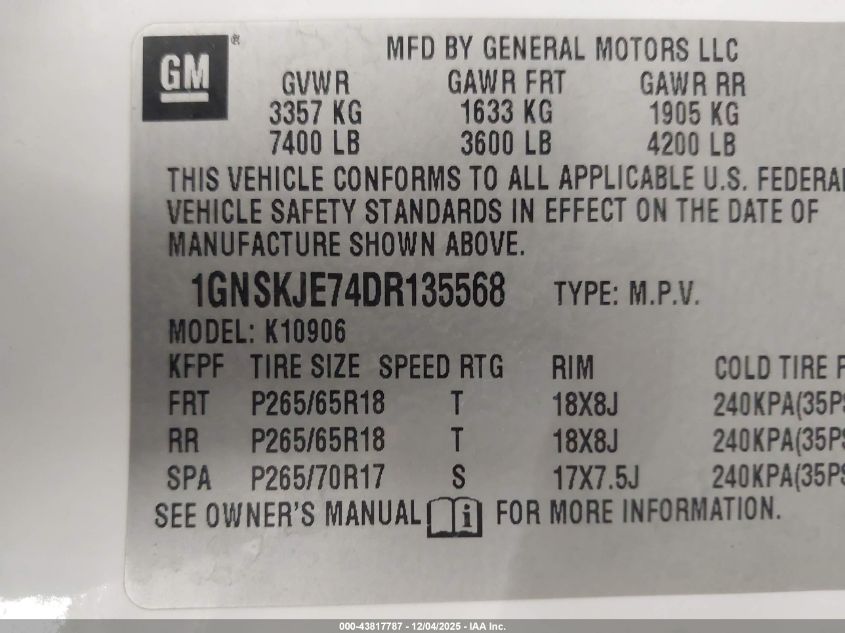 GM ®
MFD BY GENERAL MOTORS LLC
GVWR GAWR FRT GAWR RR
3357 KG 1633 KG 1905 KG
7400 LB 3600 LB 4200 LB
THIS VEHICLE CONFORMS TO ALL APPLICABLE U.S. FEDERAL
VEHICLE SAFETY STANDARDS IN EFFECT ON THE DATE OF
MANUFACTURE SHOWN ABOVE.
1GNSKJE74DR135568 TYPE: M.P.V.
MODEL: K10906
KFPF TIRE SIZE SPEED RTG RIM COLD TIRE
FRT P265/65R18 T 18X8J 240KPA(35PS
RR P265/65R18 T 18X8J 240KPA(35PS
SPA P265/70R17 S 17X7.5J 240KPA(35PS
SEE OWNER'S MANUAL i FOR MORE INFORMATION.
000-43817787 - 12/04/2025 - IAA Inc.